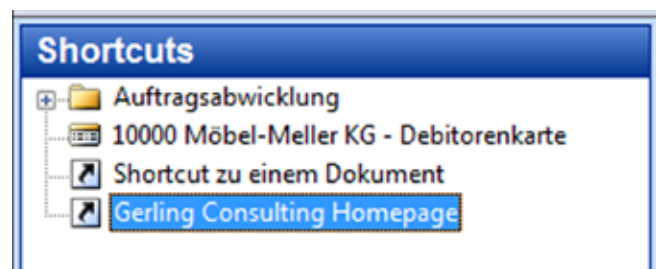 Shortcuts
Auftragsabwicklung
10000 Möbel-Meller KG - Debitorenkarte
Shortcut zu einem Dokument
Gerling Consulting Homepage